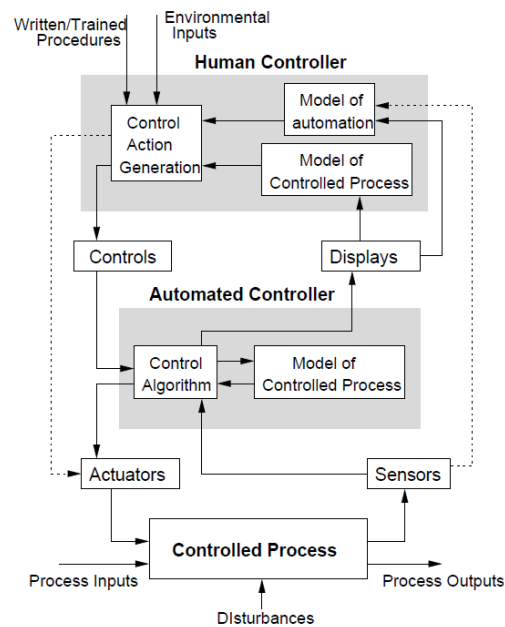 Written/Trained
Procedures
Environmental
Inputs
Human Controller
Control
Action
Generation
Model of
automation
Model of
Controlled Process
Controls
Displays
Automated Controller
Control
Algorithm
Model of
Controlled Process
Actuators
Sensors
Controlled Process
Process Inputs
Process Outputs
DIsturbances